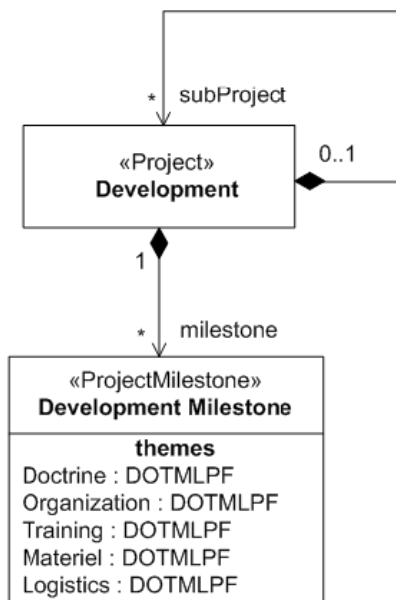 * subProject
«Project»
Development
0..1
1
* milestone
«ProjectMilestone»
Development Milestone
themes
Doctrine : DOTMLPF
Organization : DOTMLPF
Training : DOTMLPF
Materiel : DOTMLPF
Logistics : DOTMLPF